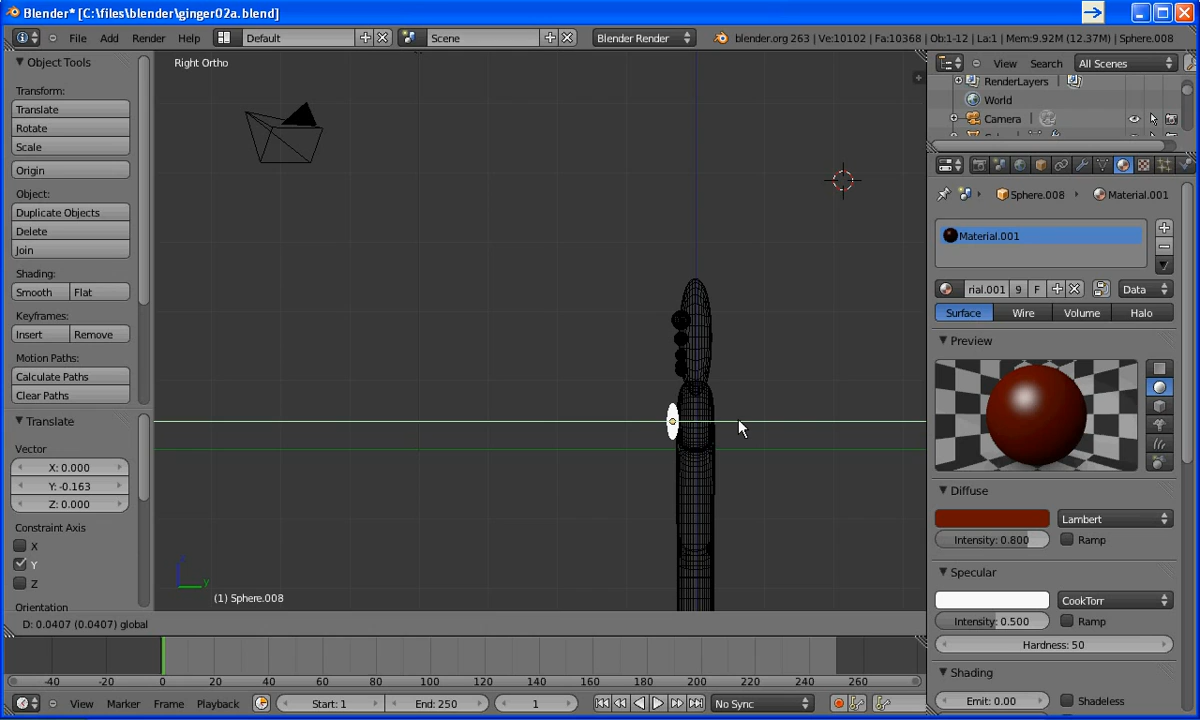 Blender* [C:\files\blender\ginger02a.blend]
File Add Render Help Default Scene Blender Render blender.org 263 | Ve:10102 | Fa:10368 | Ob:1-12 | La:1 | Mem:9.92M (12.37M) | Sphere.008
Object Tools
Transform:
Translate
Rotate
Scale
Origin
Object:
Duplicate Objects
Delete
Join
Shading:
Smooth Flat
Keyframes:
Insert Remove
Motion Paths:
Calculate Paths
Clear Paths
Translate
Vector
X: 0.000
Y: -0.163
Z: 0.000
Constraint Axis
X
Y
Z
Orientation
Right Ortho
y
(1) Sphere.008
D: 0.0407 (0.0407) global
View Search All Scenes
RenderLayers
World
Camera
Sphere.008 Material.001
Material.001
rial.001 9 F Data
Surface Wire Volume Halo
Preview
Diffuse
Lambert
Intensity: 0.800 Ramp
Specular
CookTorr
Intensity: 0.500 Ramp
Hardness: 50
Shading
Emit: 0.00 Shadeless
-40 -20 0 20 40 60 80 100 120 140 160 180 200 220 240 260
View Marker Frame Playback Start: 1 End: 250 1 No Sync